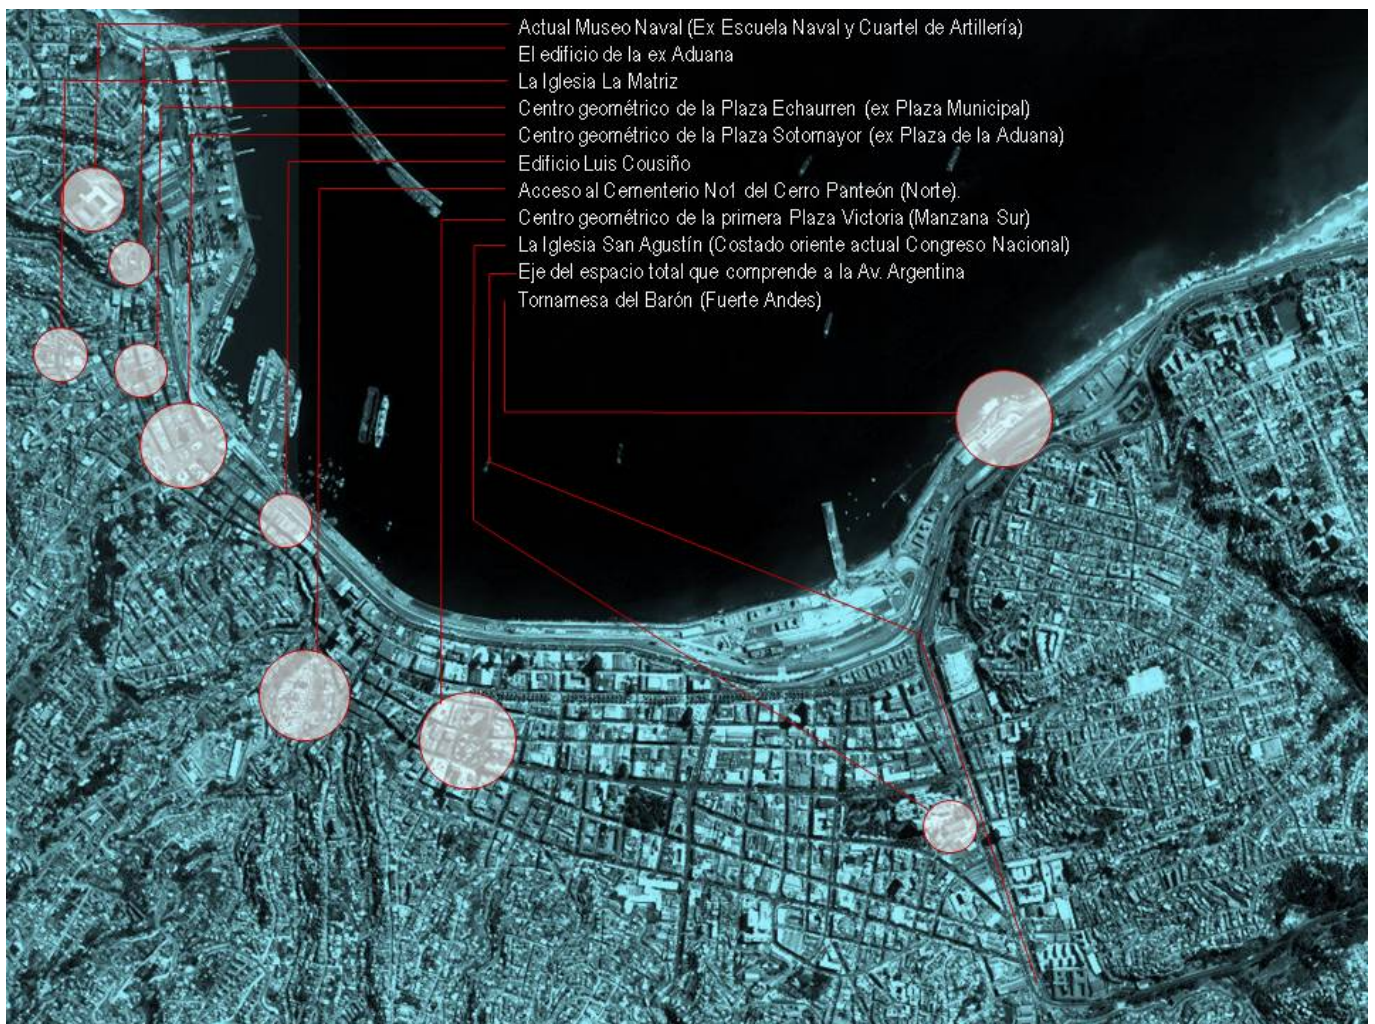 Actual Museo Naval (Ex Escuela Naval y Cuartel de Artillería)
El edificio de la ex Aduana
La Iglesia La Matriz
Centro geométrico de la Plaza Echaurren (ex Plaza Municipal)
Centro geométrico de la Plaza Sotomayor (ex Plaza de la Aduana)
Edificio Luis Cousiño
Acceso al Cementerio No1 del Cerro Panteón (Norte).
Centro geométrico de la primera Plaza Victoria (Manzana Sur)
La Iglesia San Agustín (Costado oriente actual Congreso Nacional)
Eje del espacio total que comprende a la Av. Argentina
Tornamesa del Barón (Fuerte Andes)